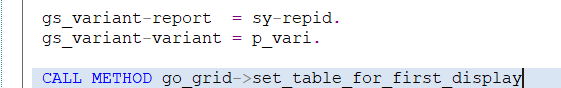 gs_variant-report  = sy-repid.
gs_variant-variant = p_vari.
CALL METHOD go_grid->set_table_for_first_display